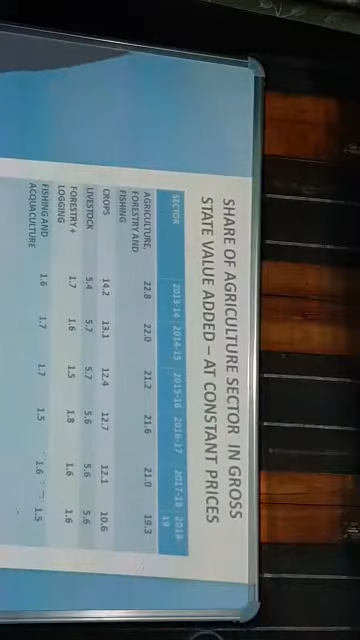 SHARE OF AGRICULTURE SECTOR IN GROSS
STATE VALUE ADDED – AT CONSTANT PRICES
SECTOR 2013-14 2014-15 2015-16 2016-17 2017-18 2018-
19
AGRICULTURE, 22.8 22.0 21.2 21.6 21.0 19.3
FORESTRY AND
FISHING
CROPS 14.2 13.1 12.4 12.7 12.1 10.6
LIVESTOCK 5.4 5.7 5.7 5.6 5.6 5.6
FORESTRY + 1.7 1.6 1.5 1.8 1.6 1.6
LOGGING
FISHING AND 1.6 1.7 1.7 1.5 1.6 1.5
ACQUACULTURE